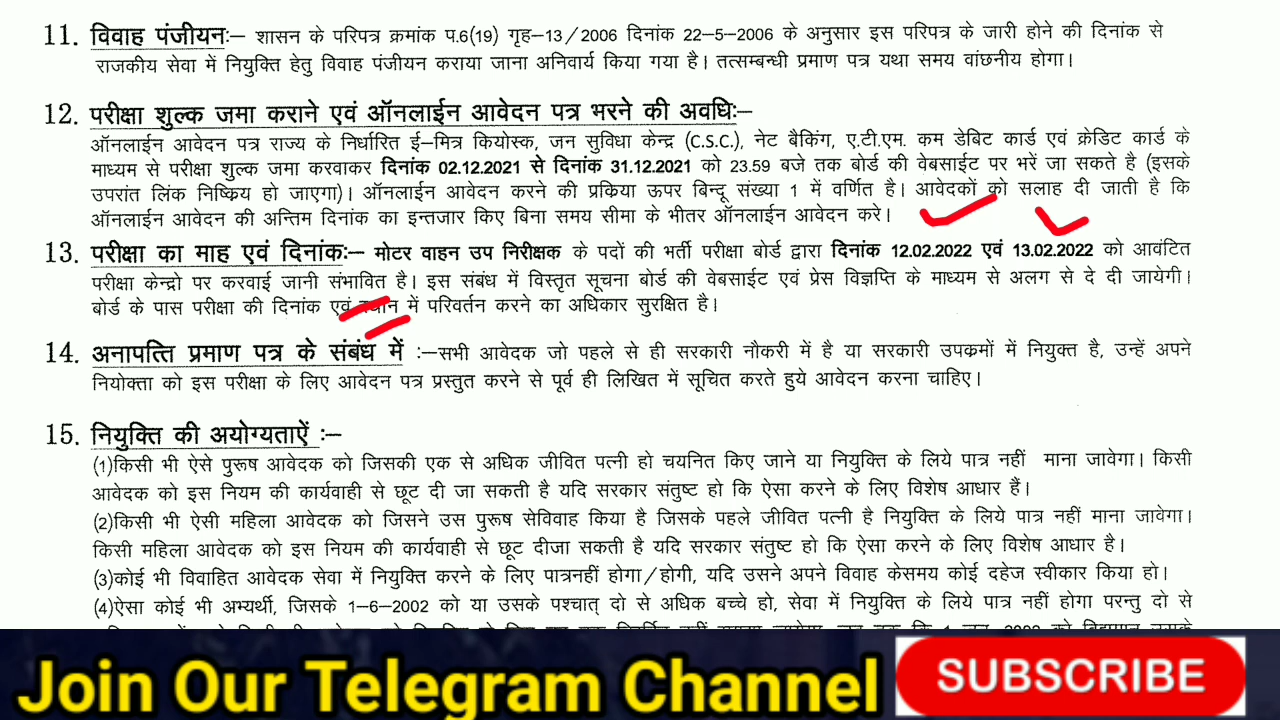 11. विवाह पंजीयनः– शासन के परिपत्र क्रमांक प.6(19) गृह–13/2006 दिनांक 22–5–2006 के अनुसार इस परिपत्र के जारी होने की दिनांक से
राजकीय सेवा में नियुक्ति हेतु विवाह पंजीयन कराया जाना अनिवार्य किया गया है। तत्सम्बन्धी प्रमाण पत्र यथा समय वांछनीय होगा।
12. परीक्षा शुल्क जमा कराने एवं ऑनलाईन आवेदन पत्र भरने की अवधिः–
ऑनलाईन आवेदन पत्र राज्य के निर्धारित ई–मित्र कियोस्क, जन सुविधा केन्द्र (C.S.C.), नेट बैकिंग, ए.टी.एम. कम डेबिट कार्ड एवं क्रेडिट कार्ड के
माध्यम से परीक्षा शुल्क जमा करवाकर दिनांक 02.12.2021 से दिनांक 31.12.2021 को 23.59 बजे तक बोर्ड की वेबसाईट पर भरें जा सकते है (इसके
उपरांत लिंक निष्क्रिय हो जाएगा)। ऑनलाईन आवेदन करने की प्रकिया ऊपर बिन्दू संख्या 1 में वर्णित है। आवेदकों को सलाह दी जाती है कि
ऑनलाईन आवेदन की अन्तिम दिनांक का इन्तजार किए बिना समय सीमा के भीतर ऑनलाईन आवेदन करे।
13. परीक्षा का माह एवं दिनांकः– मोटर वाहन उप निरीक्षक के पदों की भर्ती परीक्षा बोर्ड द्वारा दिनांक 12.02.2022 एवं 13.02.2022 को आवंटित
परीक्षा केन्द्रो पर करवाई जानी संभावित है। इस संबंध में विस्तृत सूचना बोर्ड की वेबसाईट एवं प्रेस विज्ञप्ति के माध्यम से अलग से दे दी जायेगी।
बोर्ड के पास परीक्षा की दिनांक एवं स्थान में परिवर्तन करने का अधिकार सुरक्षित है।
14. अनापत्ति प्रमाण पत्र के संबंध में :–सभी आवेदक जो पहले से ही सरकारी नौकरी में है या सरकारी उपक्रमों में नियुक्त है, उन्हें अपने
नियोक्ता को इस परीक्षा के लिए आवेदन पत्र प्रस्तुत करने से पूर्व ही लिखित में सूचित करते हुये आवेदन करना चाहिए।
15. नियुक्ति की अयोग्यताऐं :–
(1)किसी भी ऐसे पुरूष आवेदक को जिसकी एक से अधिक जीवित पत्नी हो चयनित किए जाने या नियुक्ति के लिये पात्र नहीं माना जावेगा। किसी
आवेदक को इस नियम की कार्यवाही से छूट दी जा सकती है यदि सरकार संतुष्ट हो कि ऐसा करने के लिए विशेष आधार हैं।
(2)किसी भी ऐसी महिला आवेदक को जिसने उस पुरूष सेविवाह किया है जिसके पहले जीवित पत्नी है नियुक्ति के लिये पात्र नहीं माना जावेगा।
किसी महिला आवेदक को इस नियम की कार्यवाही से छूट दीजा सकती है यदि सरकार संतुष्ट हो कि ऐसा करने के लिए विशेष आधार है।
(3)कोई भी विवाहित आवेदक सेवा में नियुक्ति करने के लिए पात्रनहीं होगा/होगी, यदि उसने अपने विवाह केसमय कोई दहेज स्वीकार किया हो।
(4)ऐसा कोई भी अभ्यर्थी, जिसके 1–6–2002 को या उसके पश्चात् दो से अधिक बच्चे हो, सेवा में नियुक्ति के लिये पात्र नहीं होगा परन्तु दो से
Join Our Telegram Channel
SUBSCRIBE